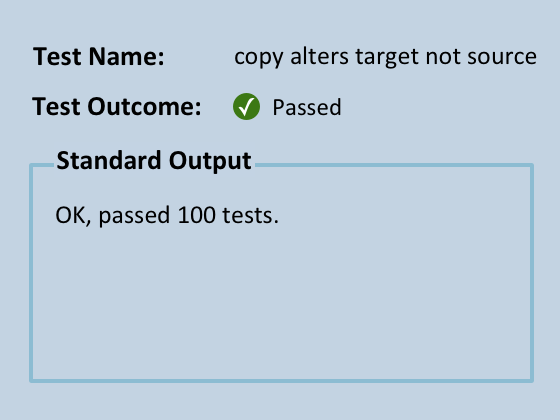 Test Name: copy alters target not source
Test Outcome: Passed
Standard Output
OK, passed 100 tests.